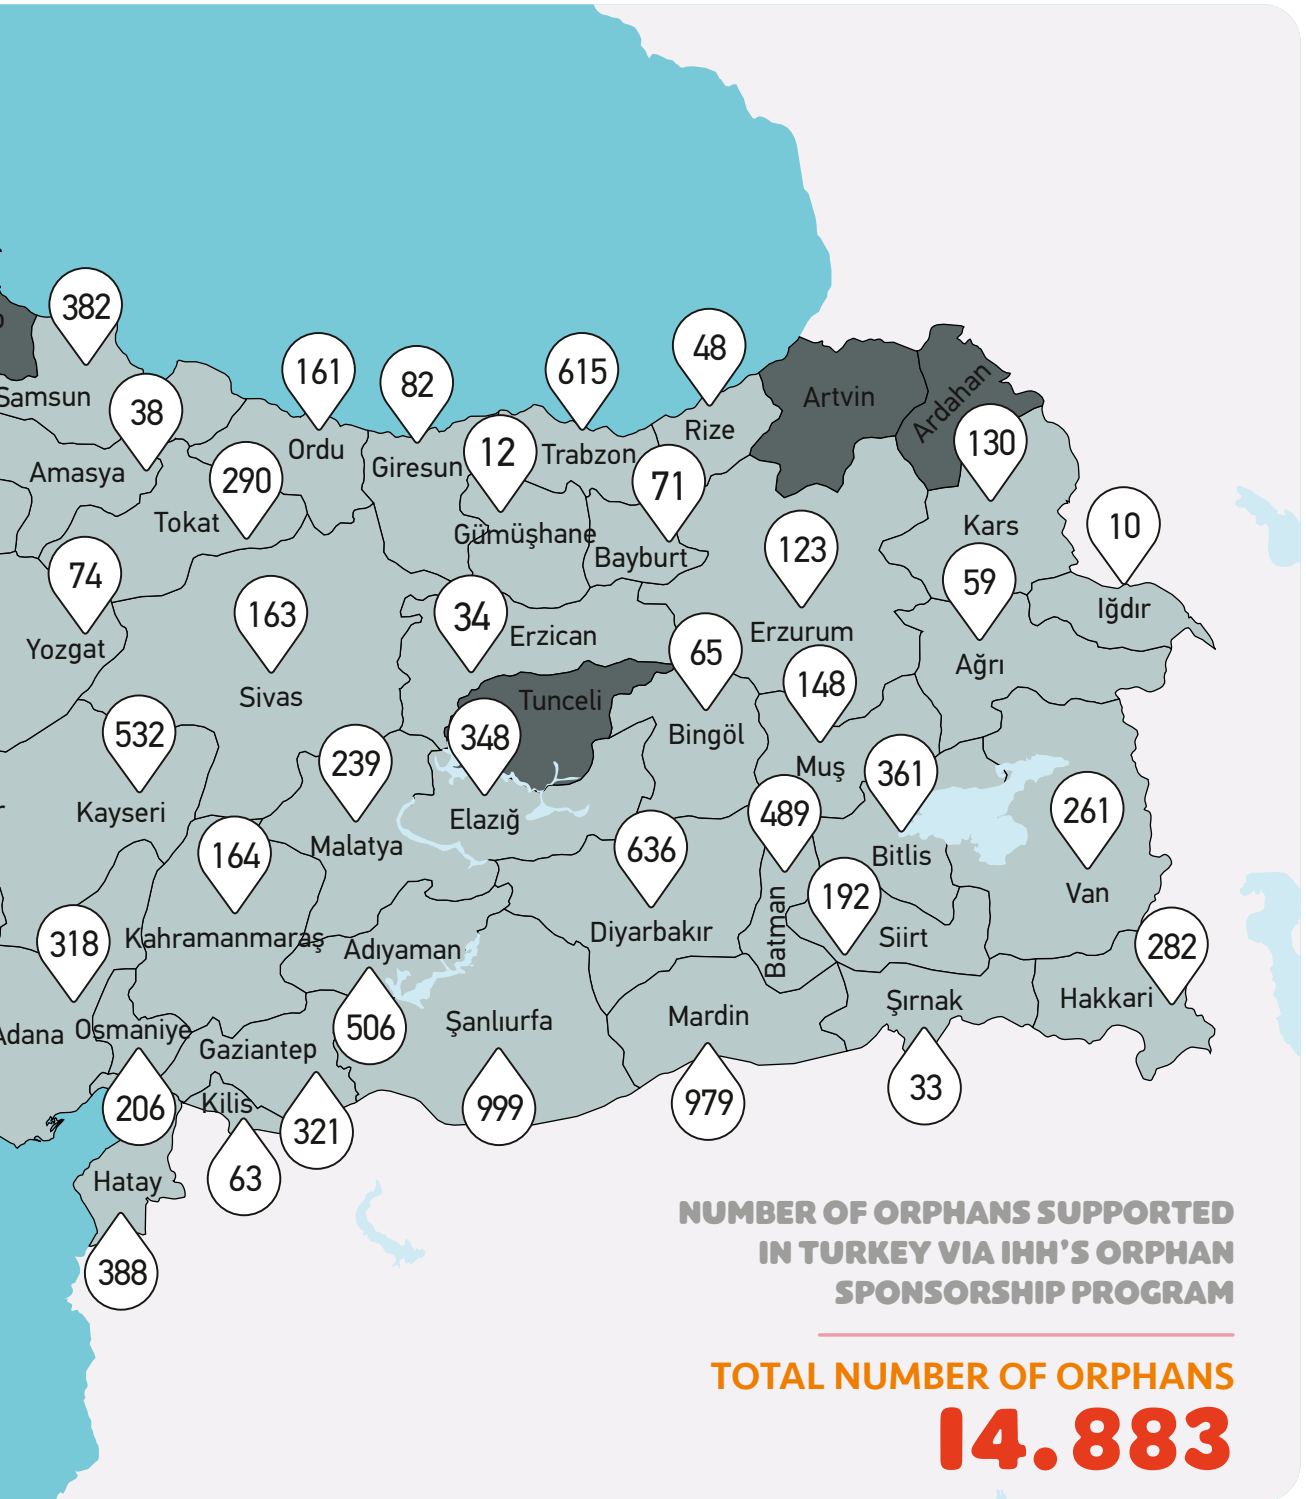 382
Samsun
38
Amasya
161
Ordu
82
Giresun
615
Trabzon
48
Rize
Artvin
Ardahan
130
Kars
10
Iğdır
290
Tokat
12
Gümüşhane
71
Bayburt
123
Erzurum
59
Ağrı
74
Yozgat
163
Sivas
34
Erzican
65
Bingöl
148
Muş
Tunceli
348
Elazığ
532
Kayseri
239
Malatya
361
Bitlis
261
Van
489
Batman
164
Kahramanmaraş
636
Diyarbakır
192
Siirt
318
Adana
Osmaniye
206
Adıyaman
506
Gaziantep
321
Kilis
63
Şanlıurfa
999
Mardin
979
Şırnak
33
Hakkari
282
Hatay
388
NUMBER OF ORPHANS SUPPORTED
IN TURKEY VIA IHH'S ORPHAN
SPONSORSHIP PROGRAM
TOTAL NUMBER OF ORPHANS
14.883